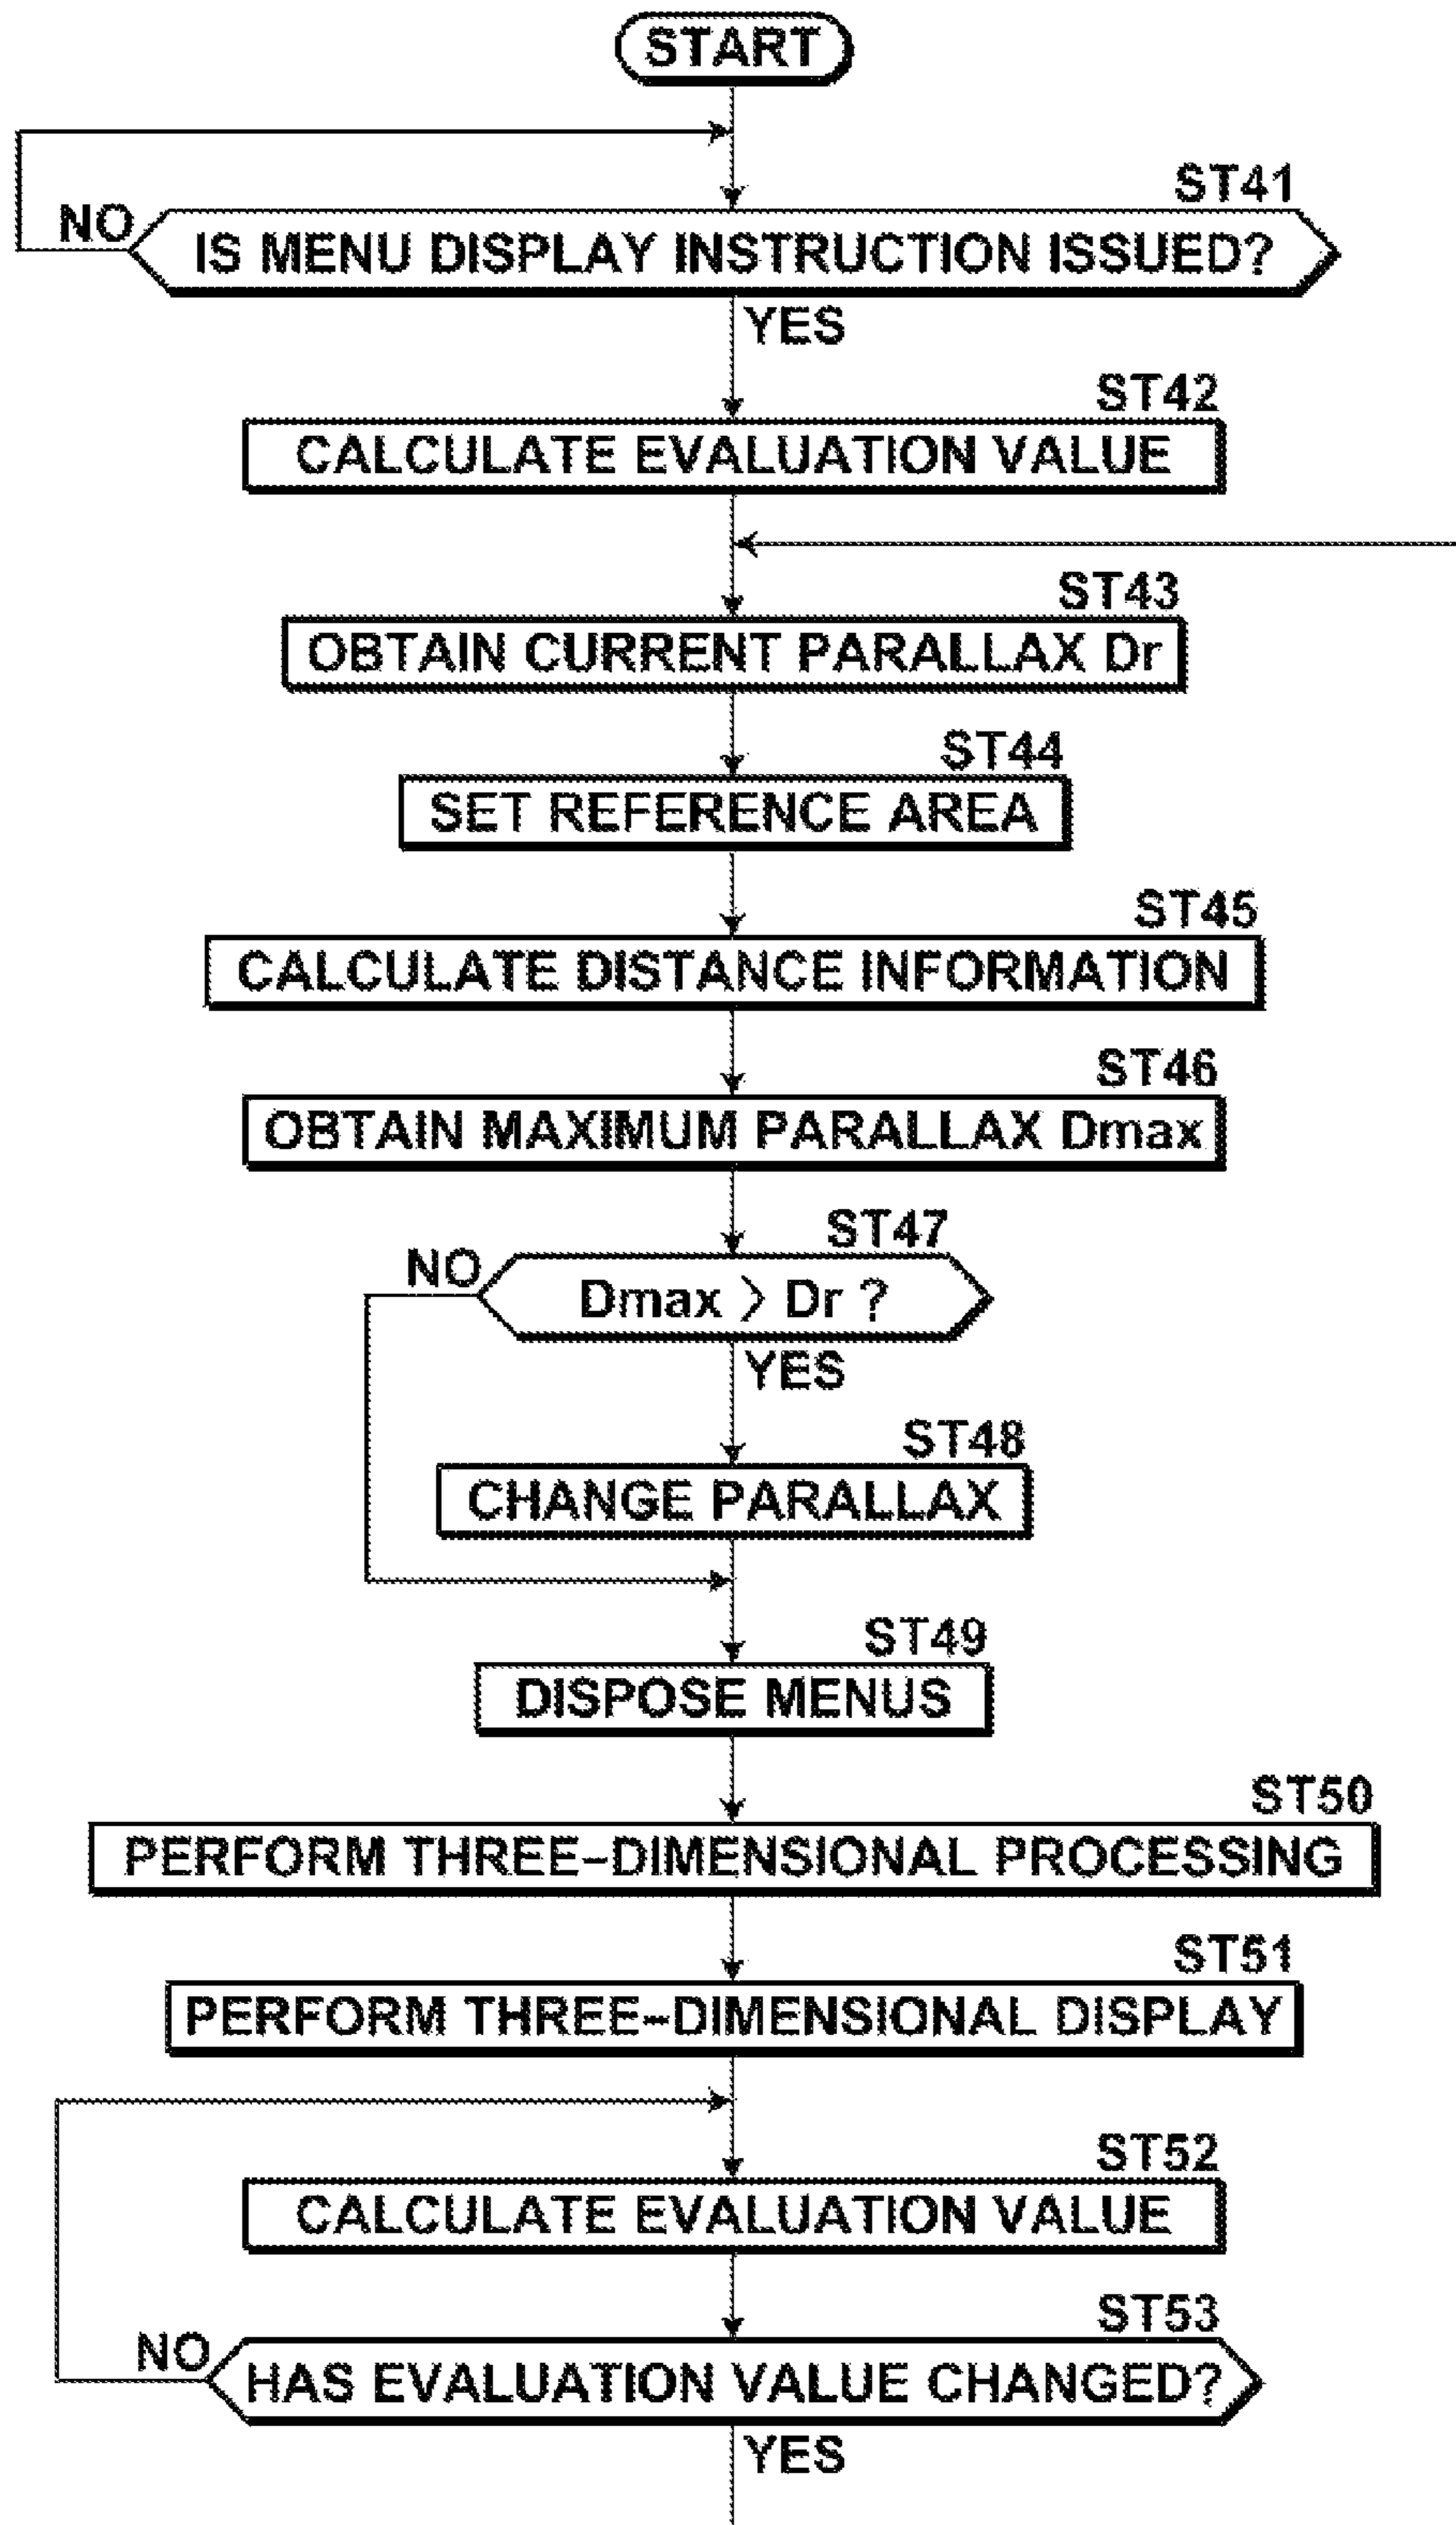 START
ST41
NO
IS MENU DISPLAY INSTRUCTION ISSUED?
YES
ST42
CALCULATE EVALUATION VALUE
ST43
OBTAIN CURRENT PARALLAX Dr
ST44
SET REFERENCE AREA
ST45
CALCULATE DISTANCE INFORMATION
ST46
OBTAIN MAXIMUM PARALLAX Dmax
ST47
NO
Dmax > Dr ?
YES
ST48
CHANGE PARALLAX
ST49
DISPOSE MENUS
ST50
PERFORM THREE-DIMENSIONAL PROCESSING
ST51
PERFORM THREE-DIMENSIONAL DISPLAY
ST52
CALCULATE EVALUATION VALUE
ST53
NO
HAS EVALUATION VALUE CHANGED?
YES